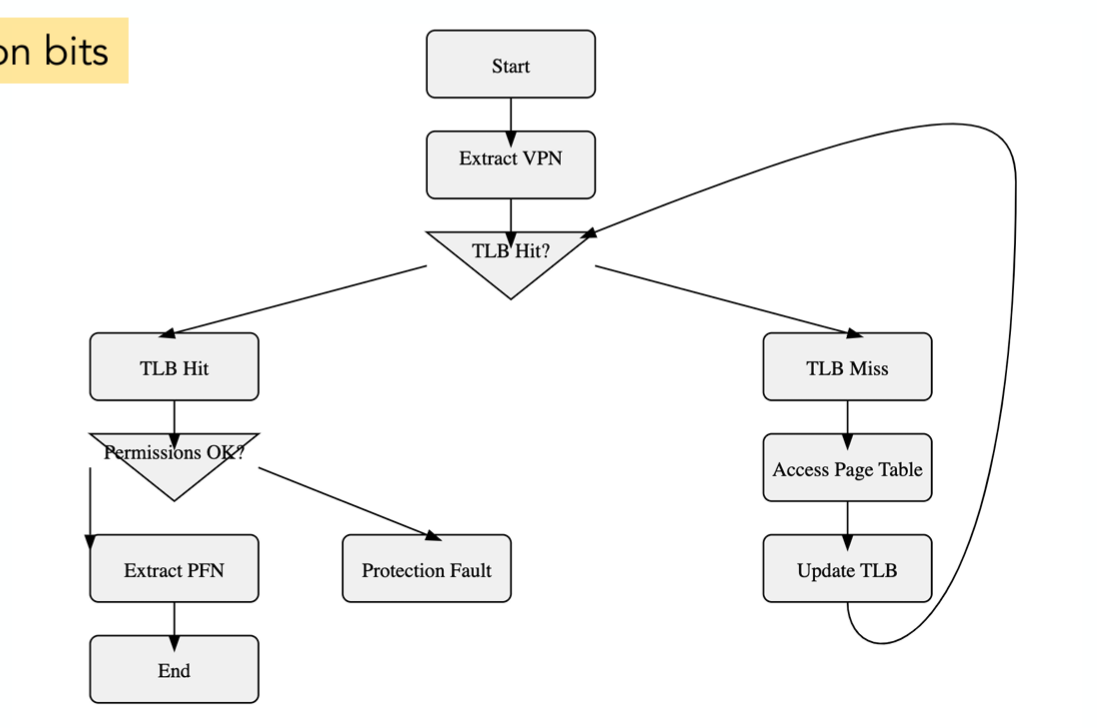 on bits
Start
Extract VPN
TLB Hit?
TLB Hit
TLB Miss
Permissions OK?
Access Page Table
Extract PFN
Protection Fault
Update TLB
End